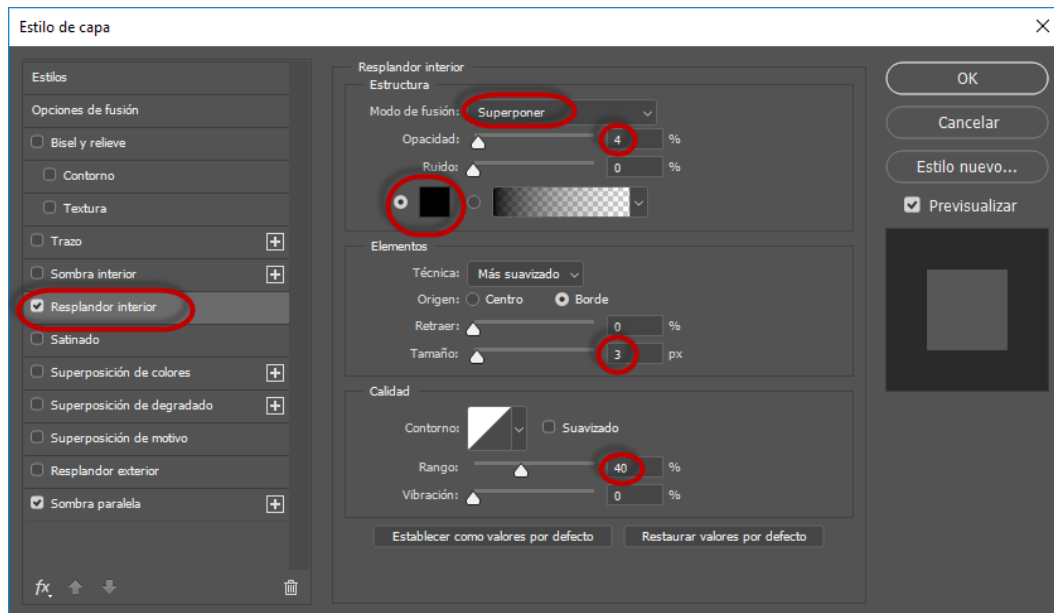 Estilo de capa
Estilos
Opciones de fusión
Bisel y relieve
Contorno
Textura
Trazo
Sombra interior
Resplandor interior
Satinado
Superposición de colores
Superposición de degradado
Superposición de motivo
Resplandor exterior
Sombra paralela
fx
Resplandor interior
Estructura
Modo de fusión: Superponer
Opacidad: 4 %
Ruido: 0 %
Elementos
Técnica: Más suavizado
Origen: Centro Borde
Retraer: 0 %
Tamaño: 3 px
Calidad
Contorno: Suavizado
Rango: 40 %
Vibración: 0 %
Establecer como valores por defecto Restaurar valores por defecto
OK
Cancelar
Estilo nuevo...
Previsualizar